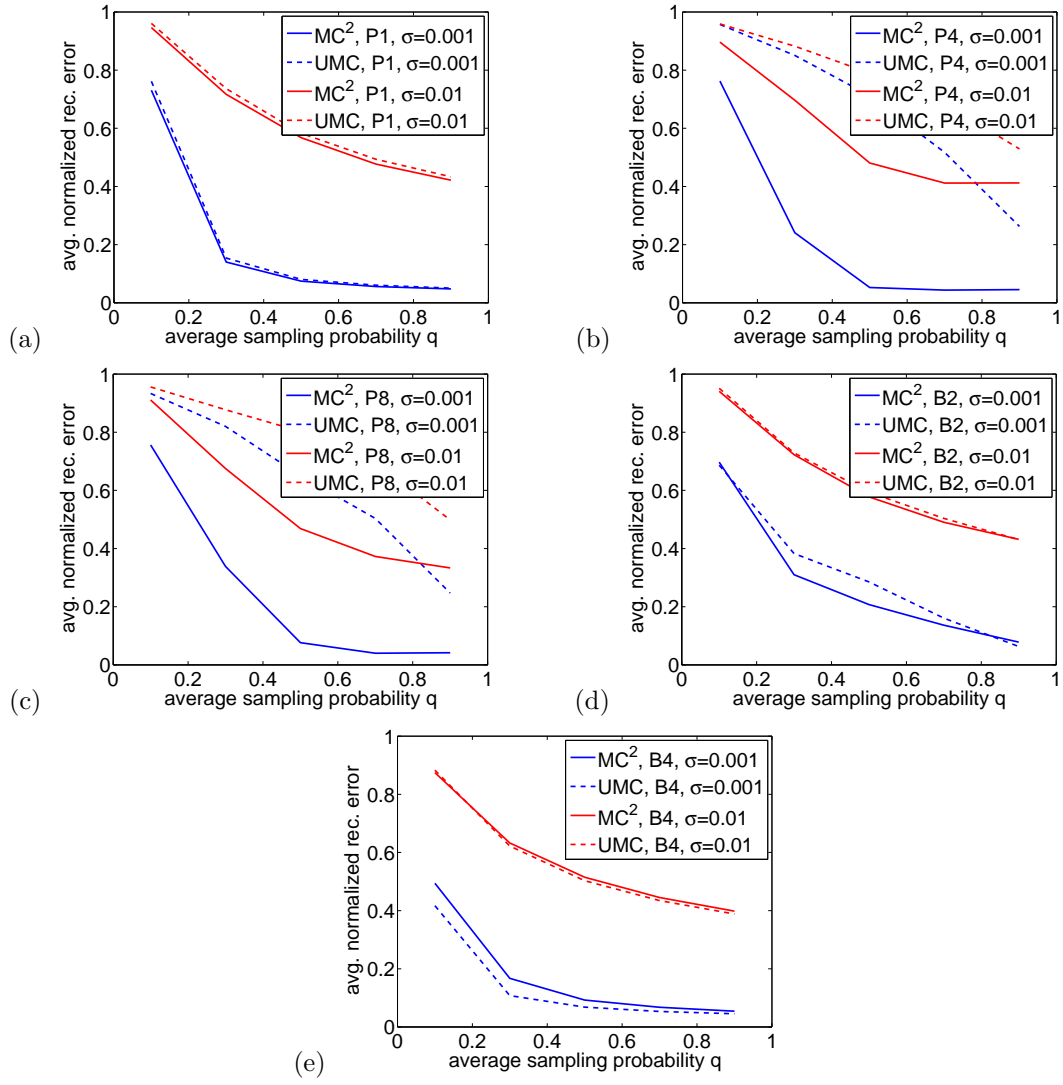 1
0.8
0.6
0.4
0.2
0
avg. normalized rec. error
MC², P1, σ=0.001
UMC, P1, σ=0.001
MC², P1, σ=0.01
UMC, P1, σ=0.01
0 0.2 0.4 0.6 0.8 1
average sampling probability q
(a)
1
0.8
0.6
0.4
0.2
0
avg. normalized rec. error
MC², P4, σ=0.001
UMC, P4, σ=0.001
MC², P4, σ=0.01
UMC, P4, σ=0.01
0 0.2 0.4 0.6 0.8 1
average sampling probability q
(b)
1
0.8
0.6
0.4
0.2
0
avg. normalized rec. error
MC², P8, σ=0.001
UMC, P8, σ=0.001
MC², P8, σ=0.01
UMC, P8, σ=0.01
0 0.2 0.4 0.6 0.8 1
average sampling probability q
(c)
1
0.8
0.6
0.4
0.2
0
avg. normalized rec. error
MC², B2, σ=0.001
UMC, B2, σ=0.001
MC², B2, σ=0.01
UMC, B2, σ=0.01
0 0.2 0.4 0.6 0.8 1
average sampling probability q
(d)
1
0.8
0.6
0.4
0.2
0
avg. normalized rec. error
MC², B4, σ=0.001
UMC, B4, σ=0.001
MC², B4, σ=0.01
UMC, B4, σ=0.01
0 0.2 0.4 0.6 0.8 1
average sampling probability q
(e)